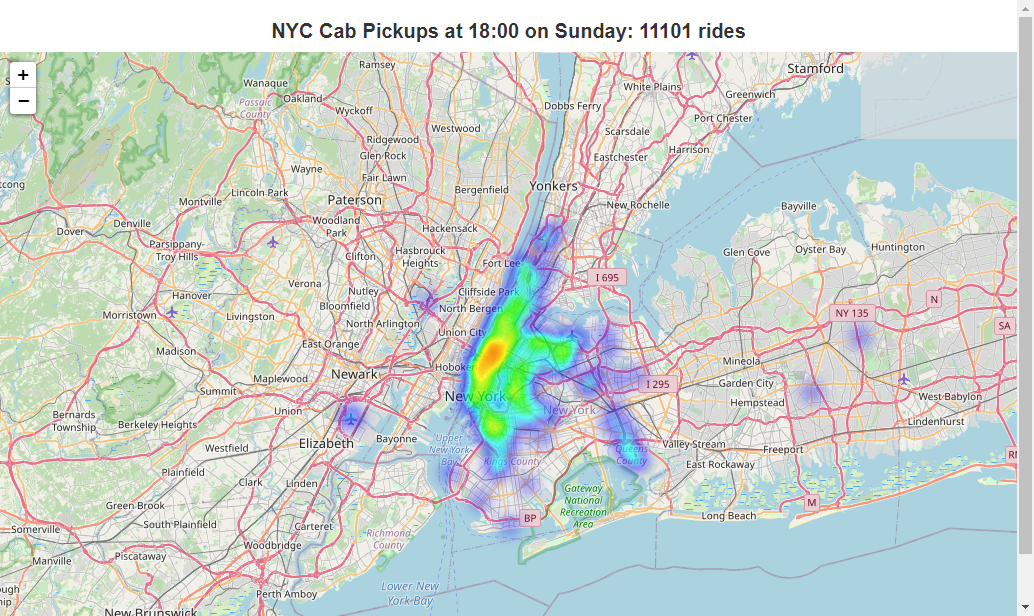 NYC Cab Pickups at 18:00 on Sunday: 11101 rides
+
−
Ramsey
Stamford
Wanaque
White Plains
Greenwich
Oakland
Passaic
County
Wyckoff
Dobbs Ferry
Port Chester
Westwood
Scarsdale
Ridgewood
Harrison
Glen Rock
Eastchester
Wayne
Fair Lawn
Bergenfield
Yonkers
Lincoln Park
Paterson
New Rochelle
Montville
Bayville
Denville
Woodland
Park
Hackensack
Dover
Parsippany-
Troy Hills
Clifton
Hasbrouck
Heights
Glen Cove
Oyster Bay
Huntington
Fort Lee
I 695
Verona
Nutley
Cliffside Park
Hanover
Bloomfield
North Bergen
N
Morristown
Livingston
North Arlington
NY 135
SA
Union City
East Orange
Madison
Mineola
Newark
Hoboke
Maplewood
I 295
Garden City
Summit
New York
Hempstead
West Babylon
Union
New York
Bernards
Township
Berkeley Heights
Lindenhurst
Elizabeth
Bayonne
Upper
New York
Bay
Valley Stream
Freeport
Westfield
Queens
County
Kings County
East Rockaway
Plainfield
Clark
Linden
Gateway
National
Recreation
Area
M
Green Brook
Long Beach
BP
South Plainfield
Carteret
Somerville
Richmond
County
Woodbridge
Piscataway
Manville
Lower New
York Bay
Perth Amboy
New Brunswick